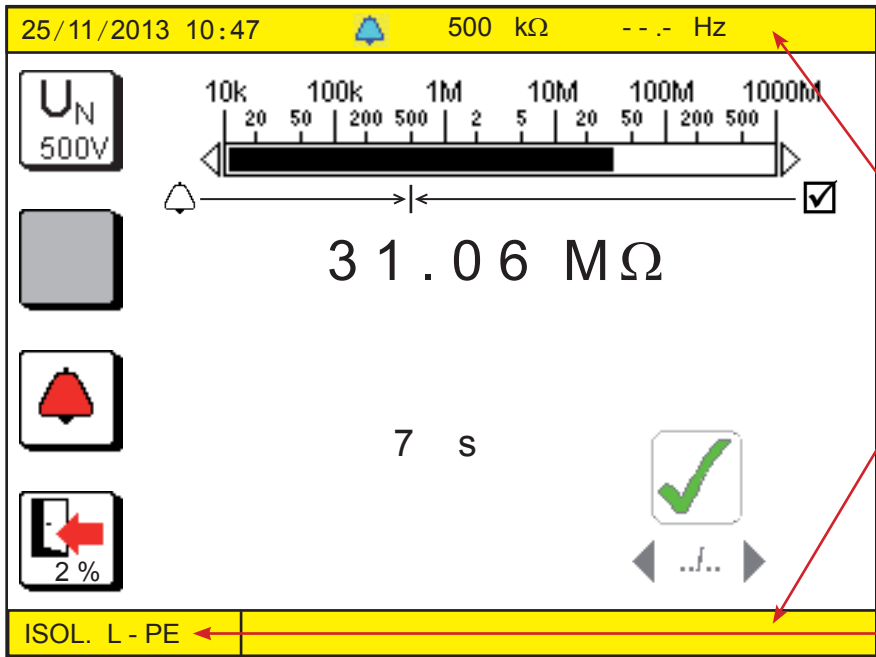 25/11/2013 10:47 500 kΩ - - .- Hz
UN
500V
10k 100k 1M 10M 100M 1000M
20 50 200 500 2 5 20 50 200 500
31.06 MΩ
7 s
../..
2 %
ISOL. L - PE